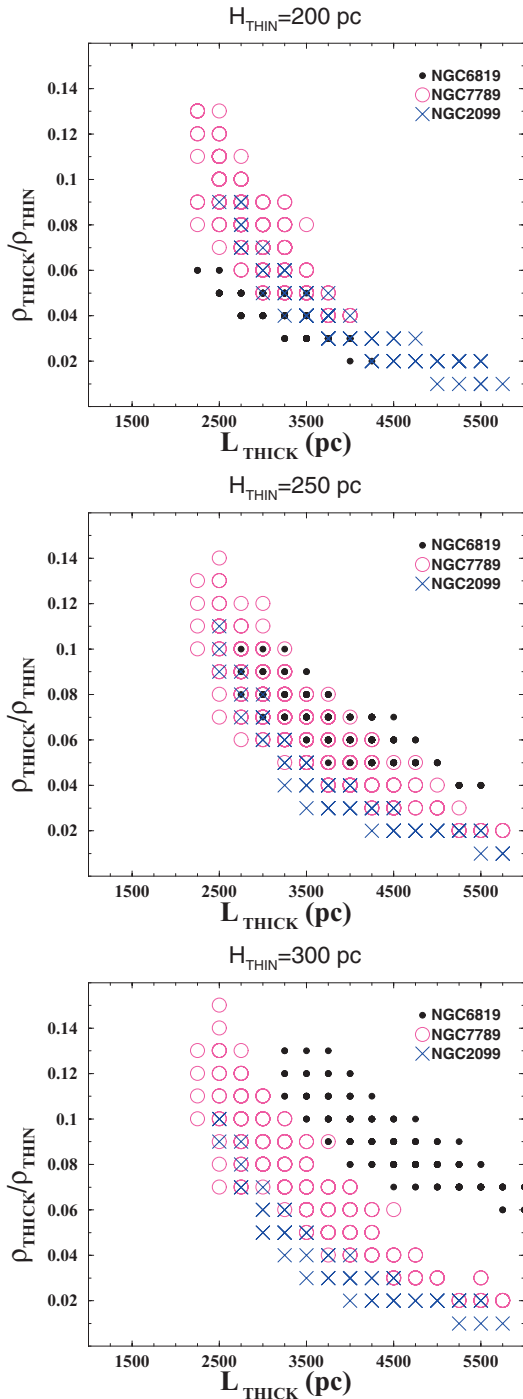 H_THIN=200 pc
NGC6819
NGC7789
NGC2099
0.14
0.12
0.1
0.08
0.06
0.04
0.02
ρ_THICK/ρ_THIN
1500 2500 3500 4500 5500
L_THICK (pc)
H_THIN=250 pc
NGC6819
NGC7789
NGC2099
0.14
0.12
0.1
0.08
0.06
0.04
0.02
ρ_THICK/ρ_THIN
1500 2500 3500 4500 5500
L_THICK (pc)
H_THIN=300 pc
NGC6819
NGC7789
NGC2099
0.14
0.12
0.1
0.08
0.06
0.04
0.02
ρ_THICK/ρ_THIN
1500 2500 3500 4500 5500
L_THICK (pc)